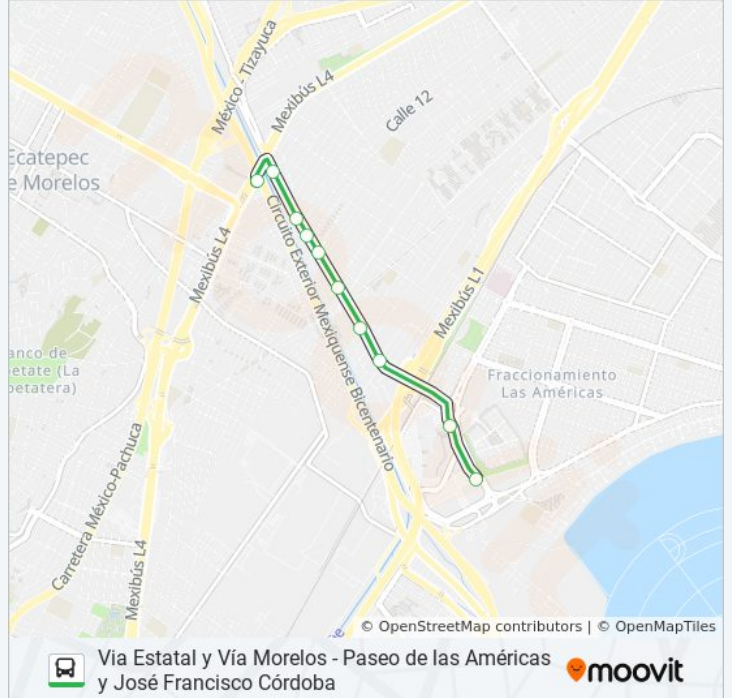 México - Tizayuca
Mexibús L4
Calle 12
Ecatepec
e Morelos
Mexibús L4
Circuito Exterior Mexiquense Bicentenario
Mexibús L1
anco de
petate (La
petatera)
Fraccionamiento
Las Américas
Carretera México-Pachuca
Mexibús L4
© OpenStreetMap contributors | © OpenMapTiles
Via Estatal y Vía Morelos - Paseo de las Américas
y José Francisco Córdoba
moovit